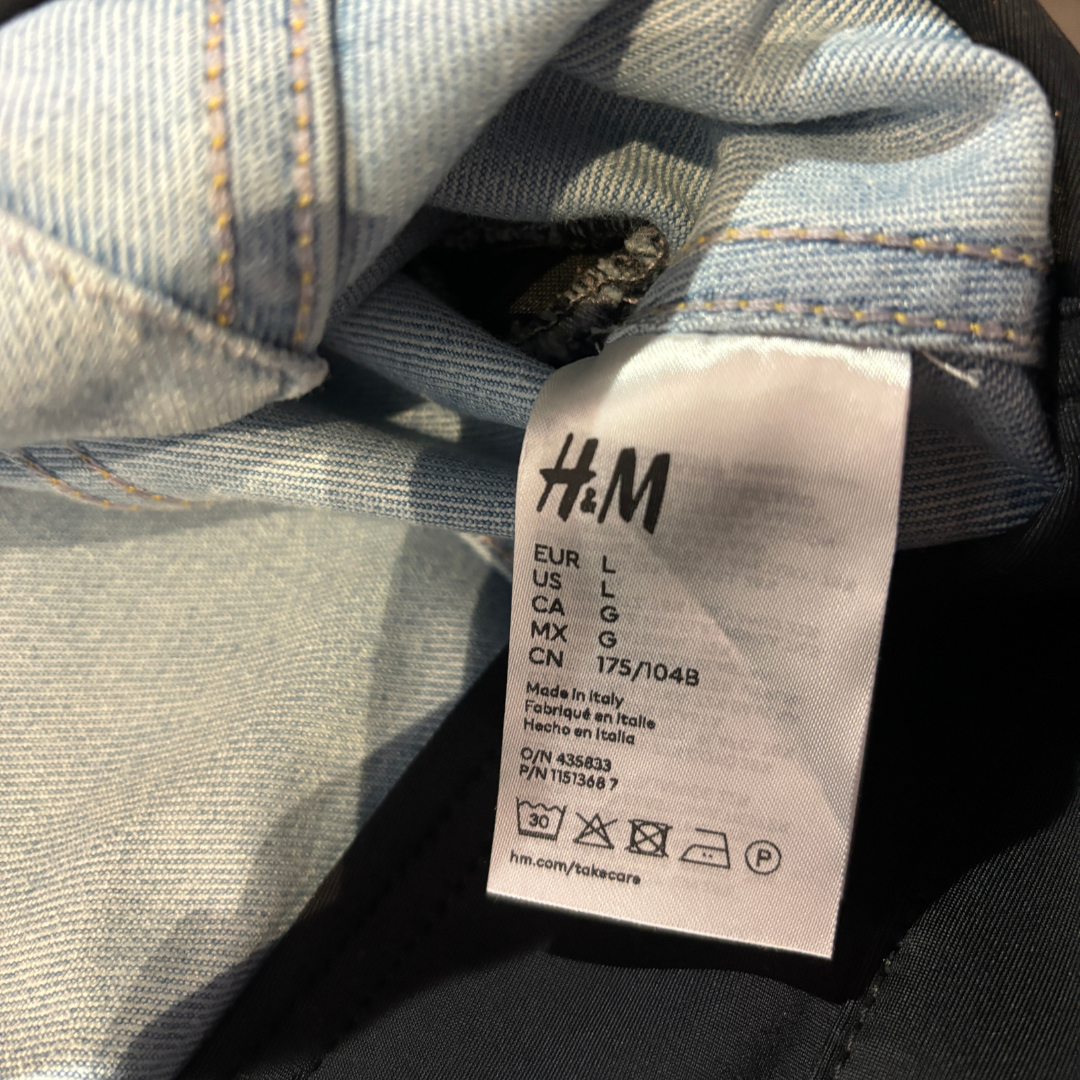 H&M
EUR L
US L
CA G
MX G
CN 175/104B
Made in Italy
Fabriqué en Italie
Hecho en Italia
O/N 435833
P/N 1151368 7
30
P
hm.com/takecare